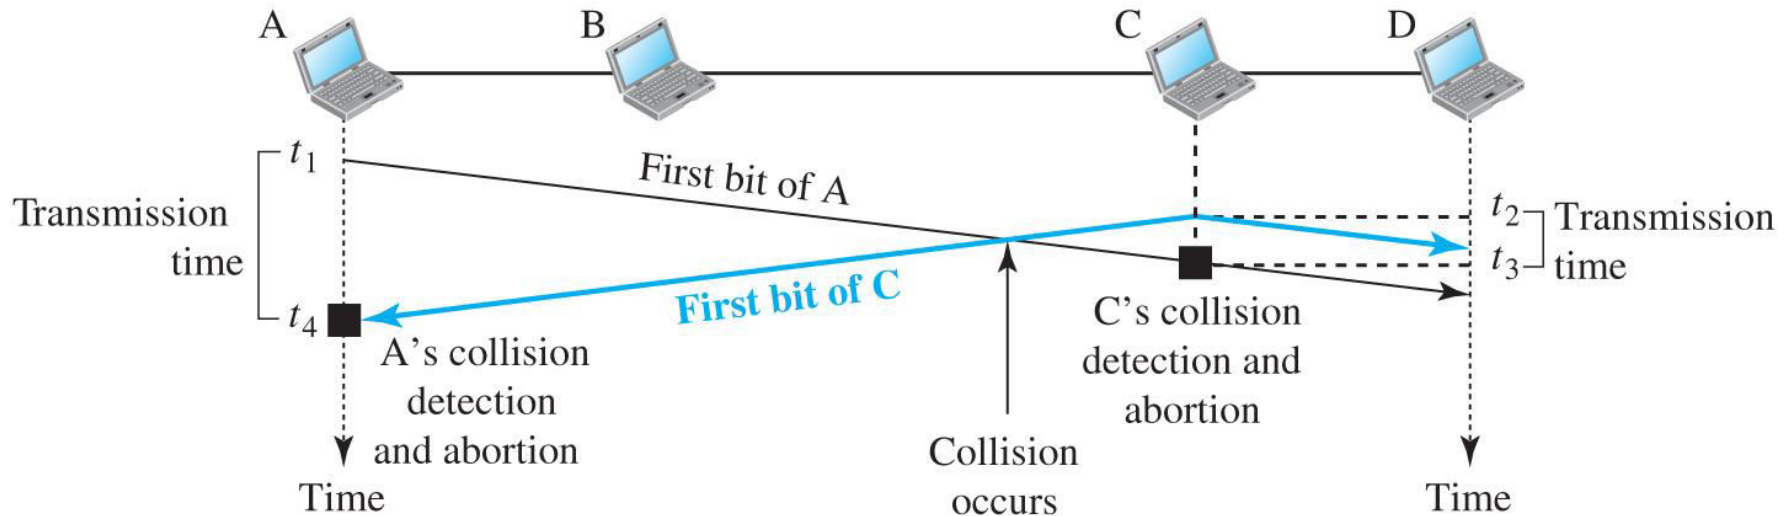 A
B
C
D
t1
First bit of A
Transmission
time
t2
Transmission
t3
time
First bit of C
t4
C's collision
detection and
abortion
A's collision
detection
and abortion
Collision
occurs
Time
Time